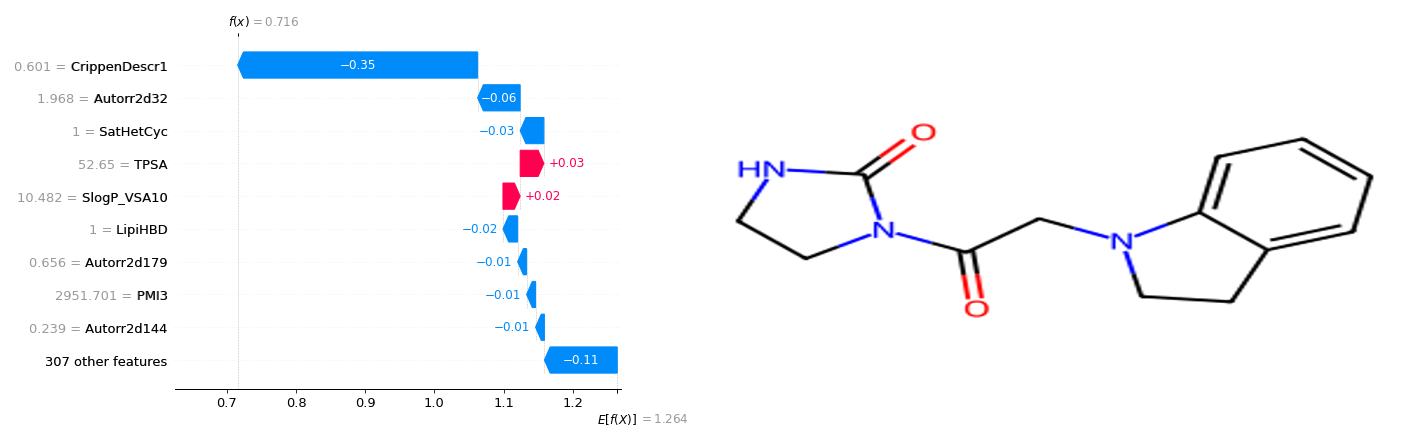 f(x) = 0.716
0.601 = CrippenDescr1
−0.35
1.968 = Autorr2d32
−0.06
1 = SatHetCyc
−0.03
52.65 = TPSA
+0.03
10.482 = SlogP_VSA10
+0.02
1 = LipiHBD
−0.02
0.656 = Autorr2d179
−0.01
2951.701 = PMI3
−0.01
0.239 = Autorr2d144
−0.01
307 other features
−0.11
0.7 0.8 0.9 1.0 1.1 1.2
E[f(X)] = 1.264
O
HN
N
N
O